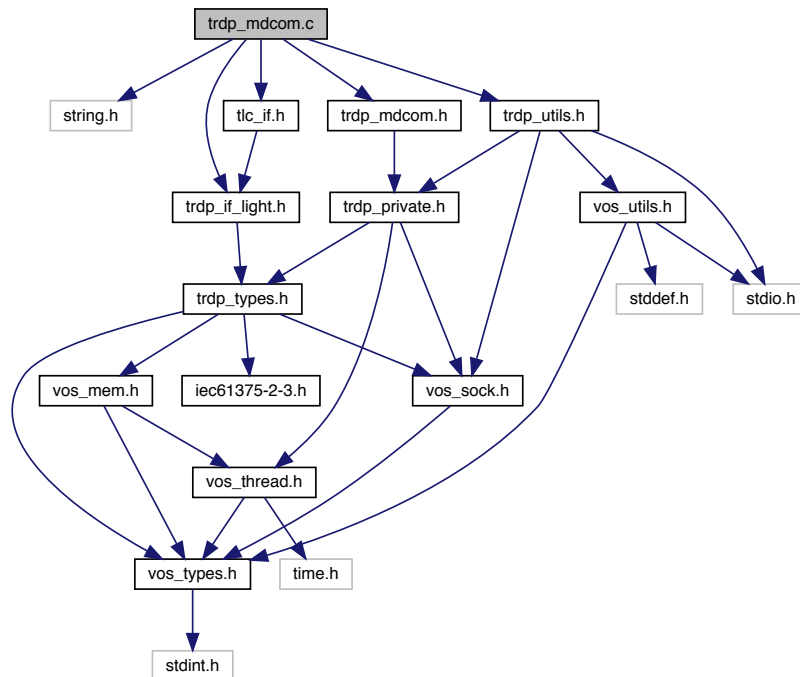 trdp_mdcom.c
string.h
tlc_if.h
trdp_mdcom.h
trdp_utils.h
trdp_if_light.h
trdp_private.h
vos_utils.h
trdp_types.h
stddef.h
stdio.h
vos_mem.h
iec61375-2-3.h
vos_sock.h
vos_thread.h
vos_types.h
time.h
stdint.h